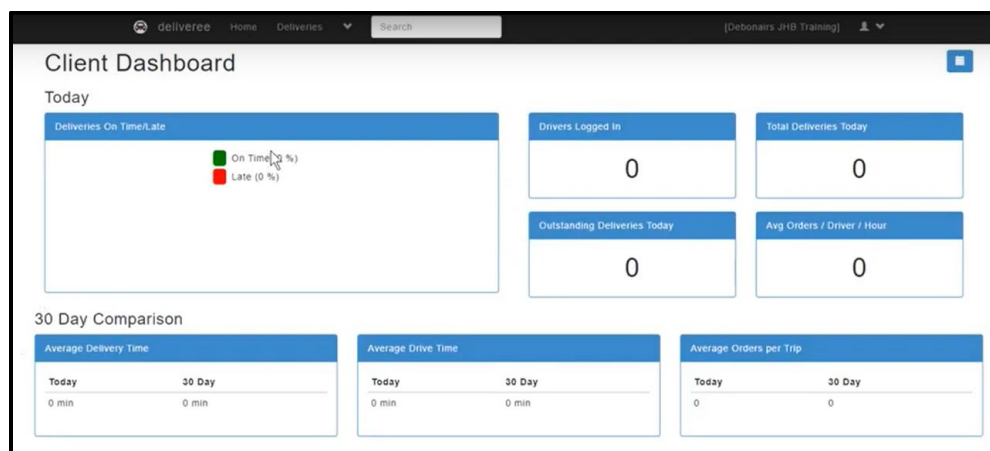 deliveree Home Deliveries Search [Debonairs JHB Training]
Client Dashboard
Today
Deliveries On Time/Late
On Time 0 %)
Late (0 %)
Drivers Logged In
0
Total Deliveries Today
0
Outstanding Deliveries Today
0
Avg Orders / Driver / Hour
0
30 Day Comparison
Average Delivery Time
Today 30 Day
0 min 0 min
Average Drive Time
Today 30 Day
0 min 0 min
Average Orders per Trip
Today 30 Day
0 0